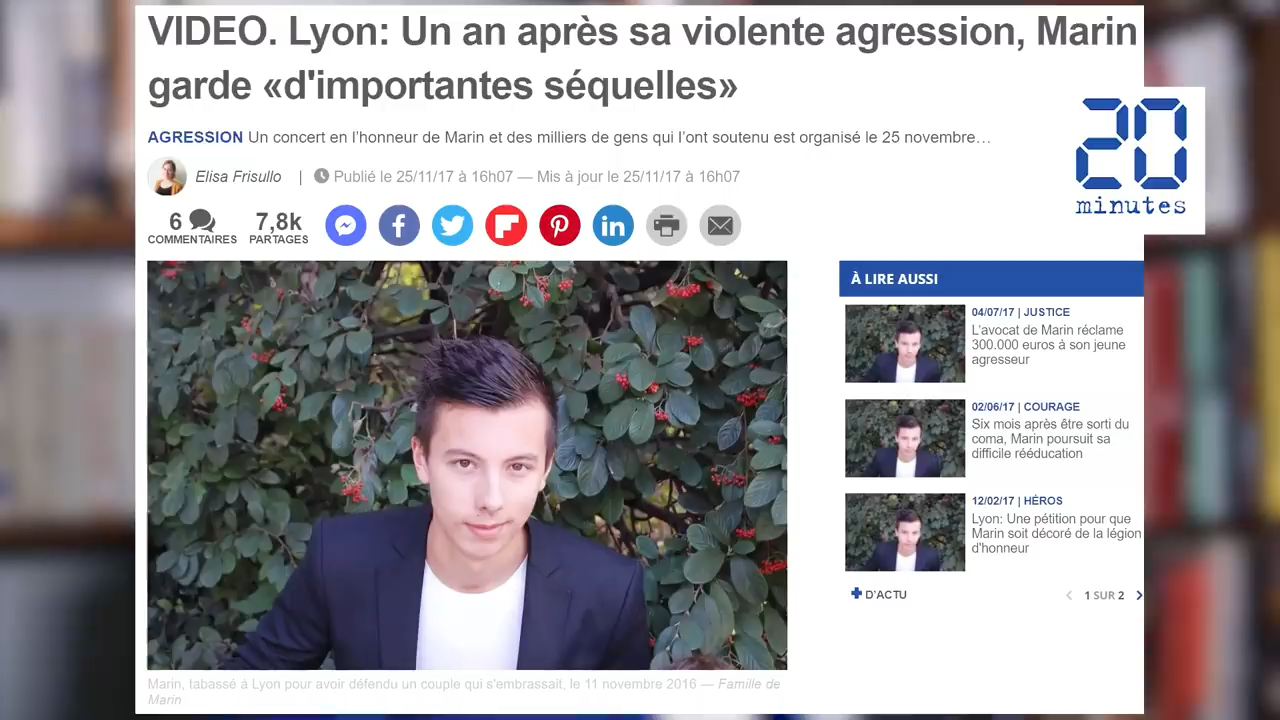 VIDEO. Lyon: Un an après sa violente agression, Marin
garde «d'importantes séquelles»
AGRESSION Un concert en l’honneur de Marin et des milliers de gens qui l’ont soutenu est organisé le 25 novembre…
Elisa Frisullo | Publié le 25/11/17 à 16h07 — Mis à jour le 25/11/17 à 16h07
20
minutes
6
COMMENTAIRES
7,8k
PARTAGES
À LIRE AUSSI
04/07/17 | JUSTICE
L’avocat de Marin réclame
300.000 euros à son jeune
agresseur
02/06/17 | COURAGE
Six mois après être sorti du
coma, Marin poursuit sa
difficile rééducation
12/02/17 | HÉROS
Lyon: Une pétition pour que
Marin soit décoré de la légion
d'honneur
D'ACTU
1 SUR 2
Marin, tabassé à Lyon pour avoir défendu un couple qui s'embrassait, le 11 novembre 2016 — Famille de
Marin